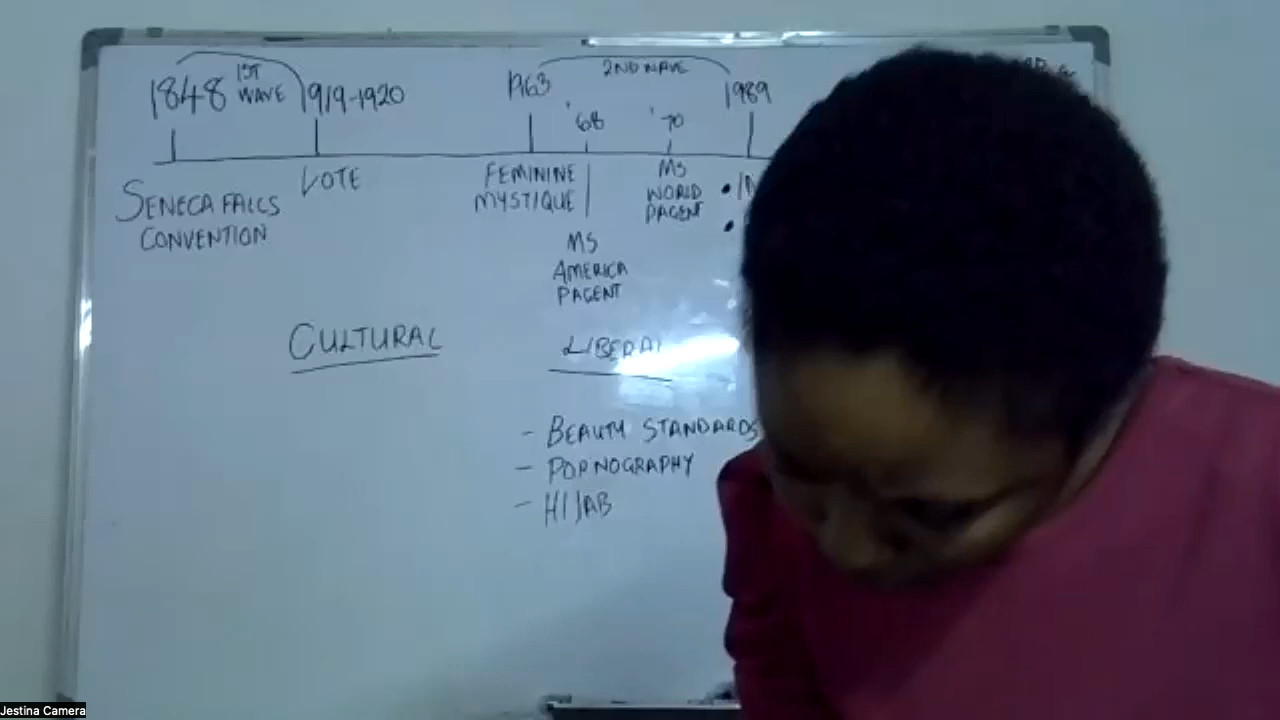 1848 1ST WAVE 1919-1920
1963 2ND WAVE 1989
'68 '70
SENECA FALLS
CONVENTION
VOTE
FEMININE
MYSTIQUE
MS
AMERICA
PAGENT
MS
WORLD
PAGENT
CULTURAL
LIBERAL
- BEAUTY STANDARDS
- PORNOGRAPHY
- HIJAB
Jestina Camera